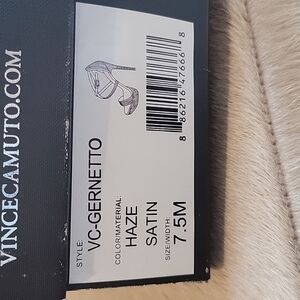 VINCECAMUTO.COM
STYLE:
VC-GERNETTO
COLOR/MATERIAL:
HAZE
SATIN
SIZE/WIDTH:
7.5M
8 86216 47666 8